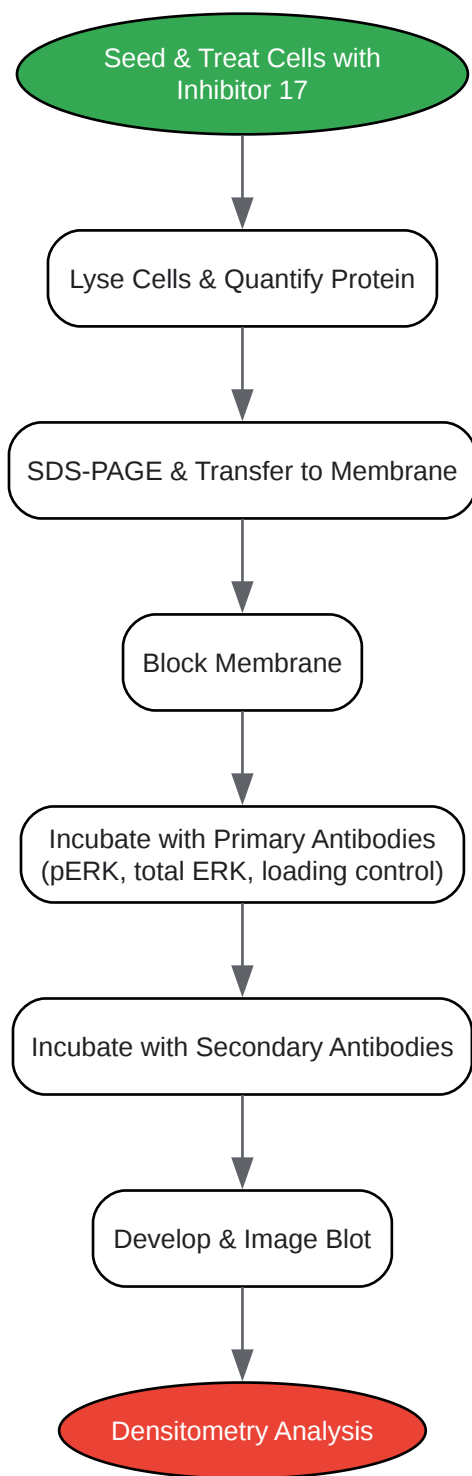 Seed & Treat Cells with
Inhibitor 17
Lyse Cells & Quantify Protein
SDS-PAGE & Transfer to Membrane
Block Membrane
Incubate with Primary Antibodies
(pERK, total ERK, loading control)
Incubate with Secondary Antibodies
Develop & Image Blot
Densitometry Analysis